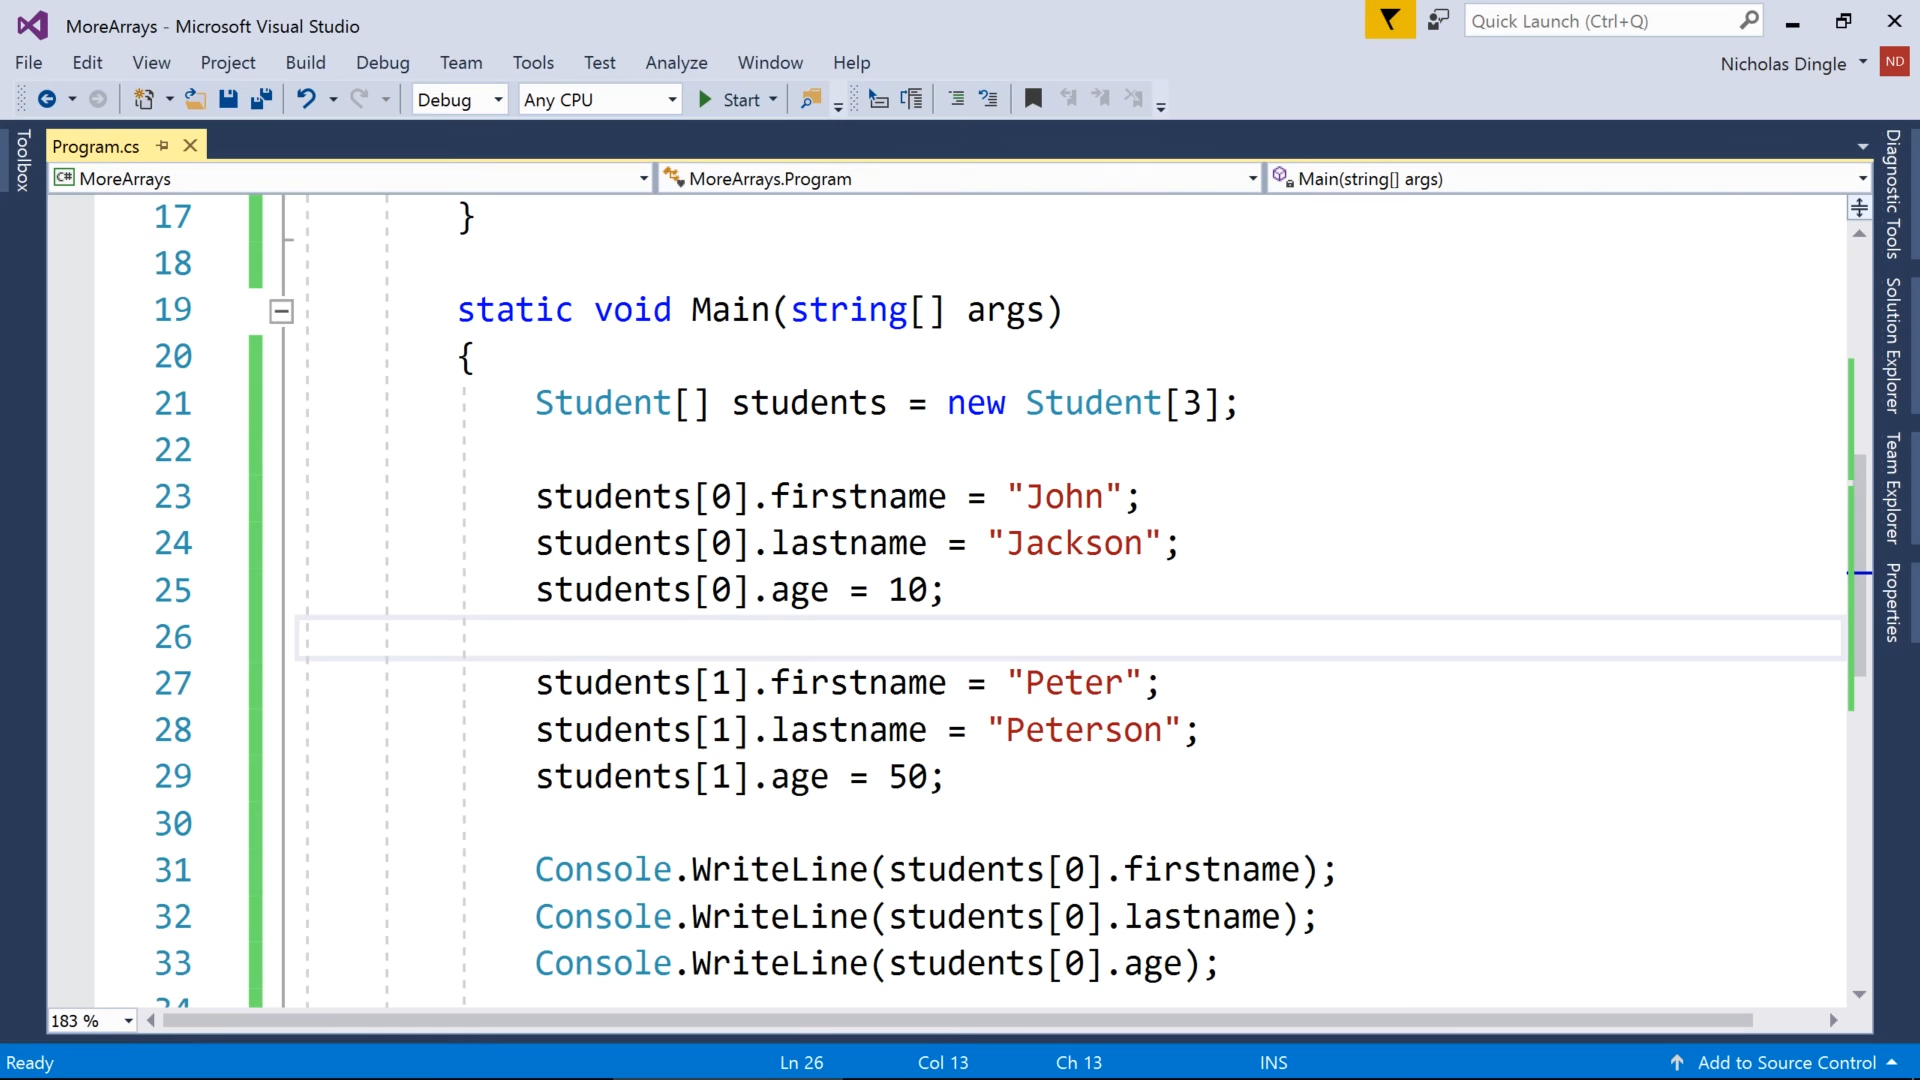 MoreArrays - Microsoft Visual Studio
Quick Launch (Ctrl+Q)
File Edit View Project Build Debug Team Tools Test Analyze Window Help
Nicholas Dingle ND
Debug Any CPU Start
Program.cs
C# MoreArrays MoreArrays.Program Main(string[] args)
Toolbox
Diagnostic Tools
Solution Explorer
Team Explorer
Properties
17 }
18
19 static void Main(string[] args)
20 {
21 Student[] students = new Student[3];
22
23 students[0].firstname = "John";
24 students[0].lastname = "Jackson";
25 students[0].age = 10;
26
27 students[1].firstname = "Peter";
28 students[1].lastname = "Peterson";
29 students[1].age = 50;
30
31 Console.WriteLine(students[0].firstname);
32 Console.WriteLine(students[0].lastname);
33 Console.WriteLine(students[0].age);
34
183 %
Ready Ln 26 Col 13 Ch 13 INS Add to Source Control